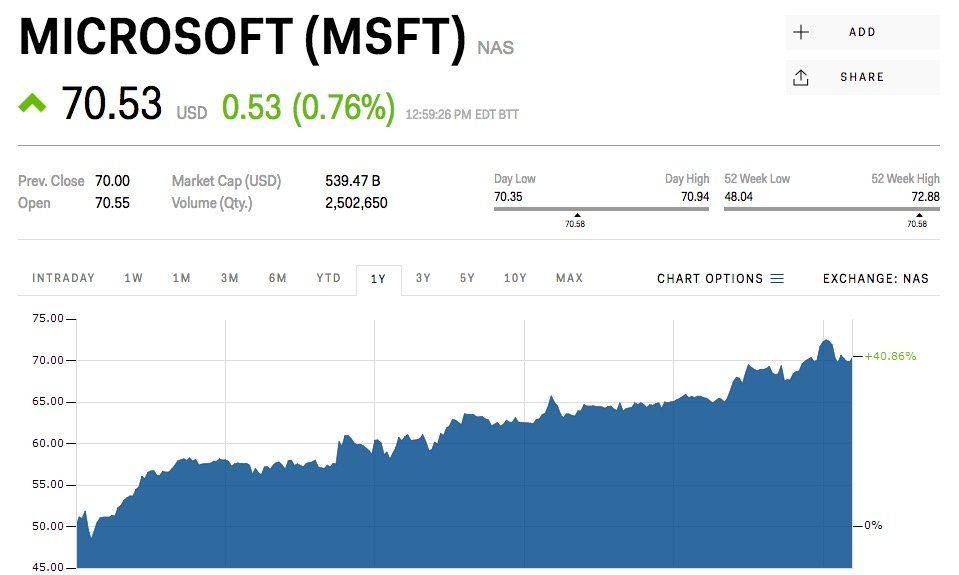 MICROSOFT (MSFT) NAS
ADD
SHARE
70.53 USD 0.53 (0.76%) 12:59:26 PM EDT BTT
Prev. Close 70.00 Market Cap (USD) 539.47 B
Open 70.55 Volume (Qty.) 2,502,650
Day Low Day High 52 Week Low 52 Week High
70.35 70.94 48.04 72.88
70.58 70.58
INTRADAY 1W 1M 3M 6M YTD 1Y 3Y 5Y 10Y MAX CHART OPTIONS EXCHANGE: NAS
75.00
70.00 +40.86%
65.00
60.00
55.00
50.00 0%
45.00